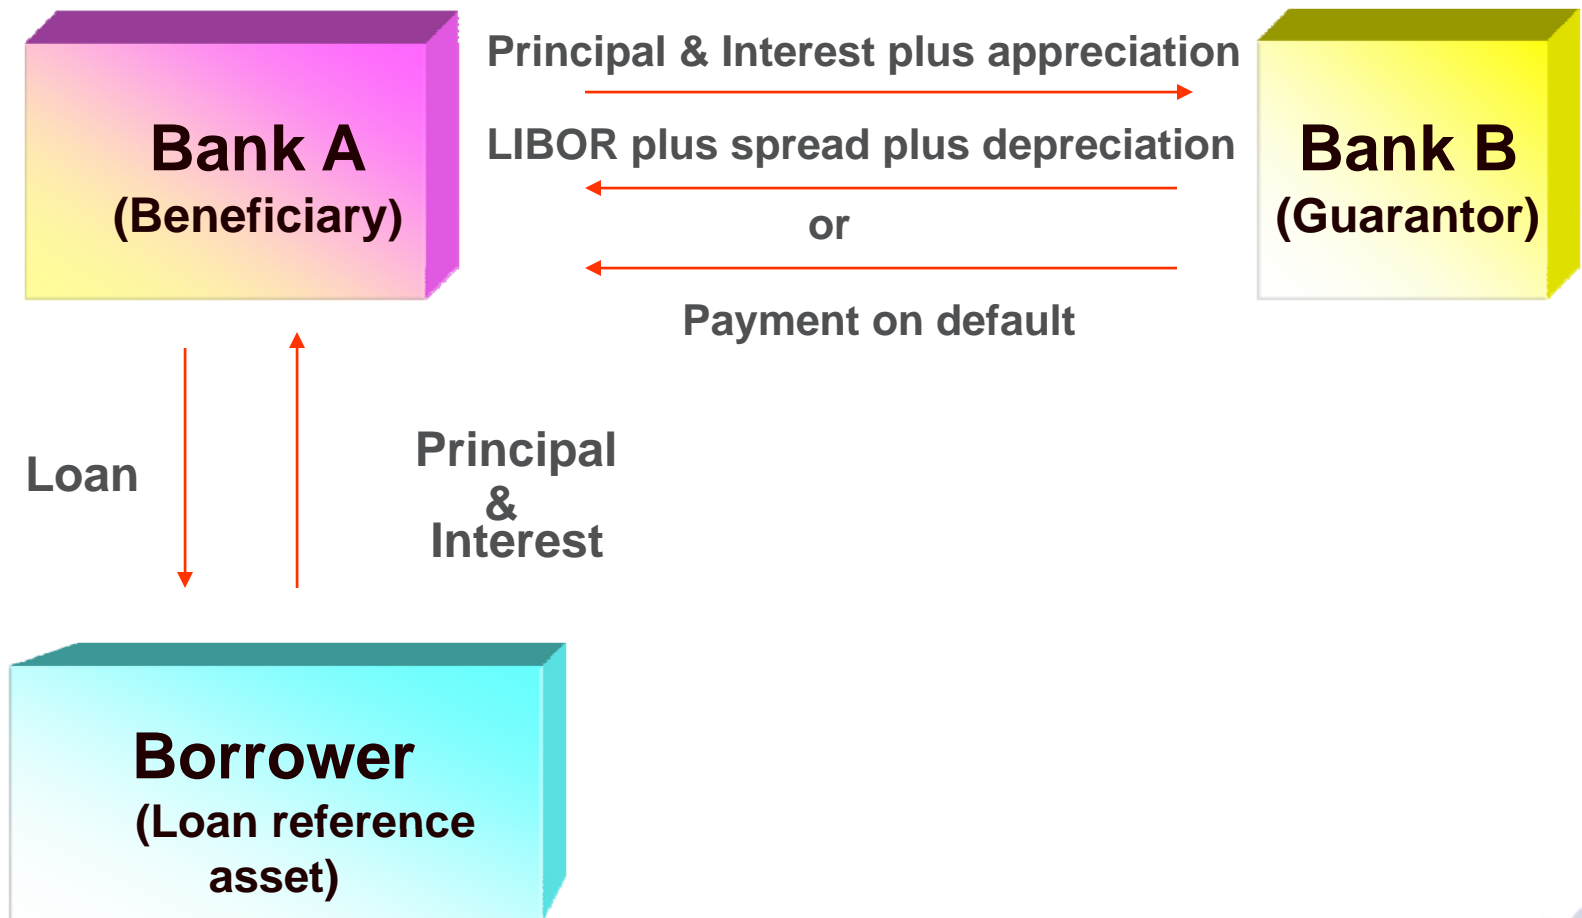 Bank A
(Beneficiary)
Principal & Interest plus appreciation
LIBOR plus spread plus depreciation
or
Payment on default
Bank B
(Guarantor)
Loan
Principal
&
Interest
Borrower
(Loan reference
asset)